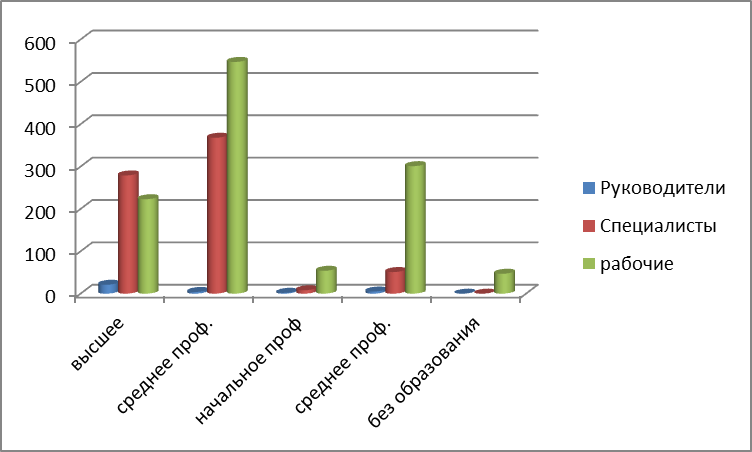 600
500
400
300
200
100
0
высшее
среднее проф.
начальное проф
среднее проф.
без образования
Руководители
Специалисты
рабочие